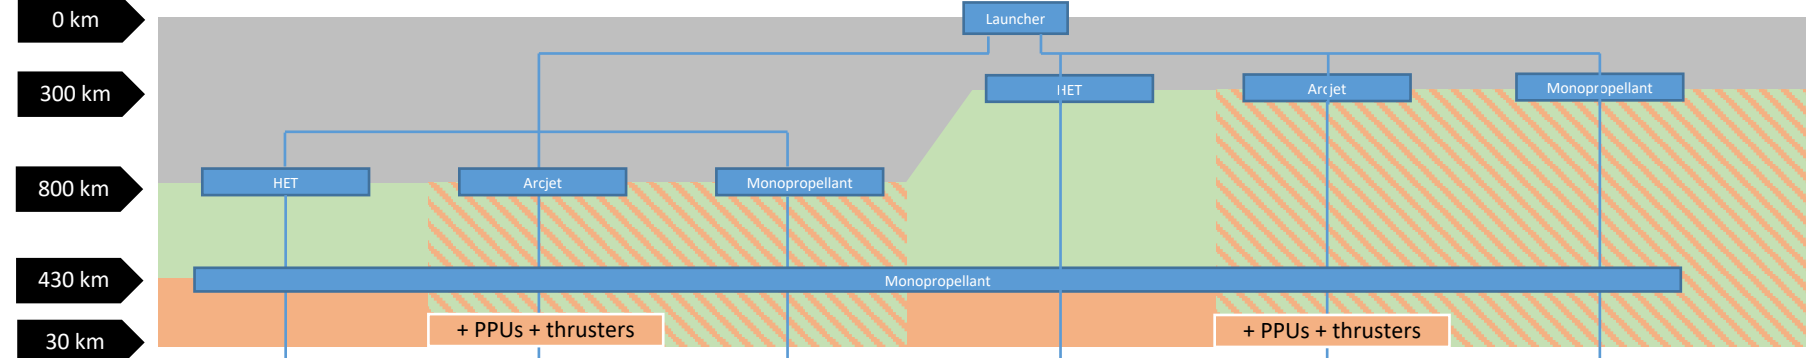 0 km
Launcher
300 km
HET
Arcjet
Monopropellant
800 km
HET
Arcjet
Monopropellant
430 km
Monopropellant
30 km
+ PPUs + thrusters
+ PPUs + thrusters